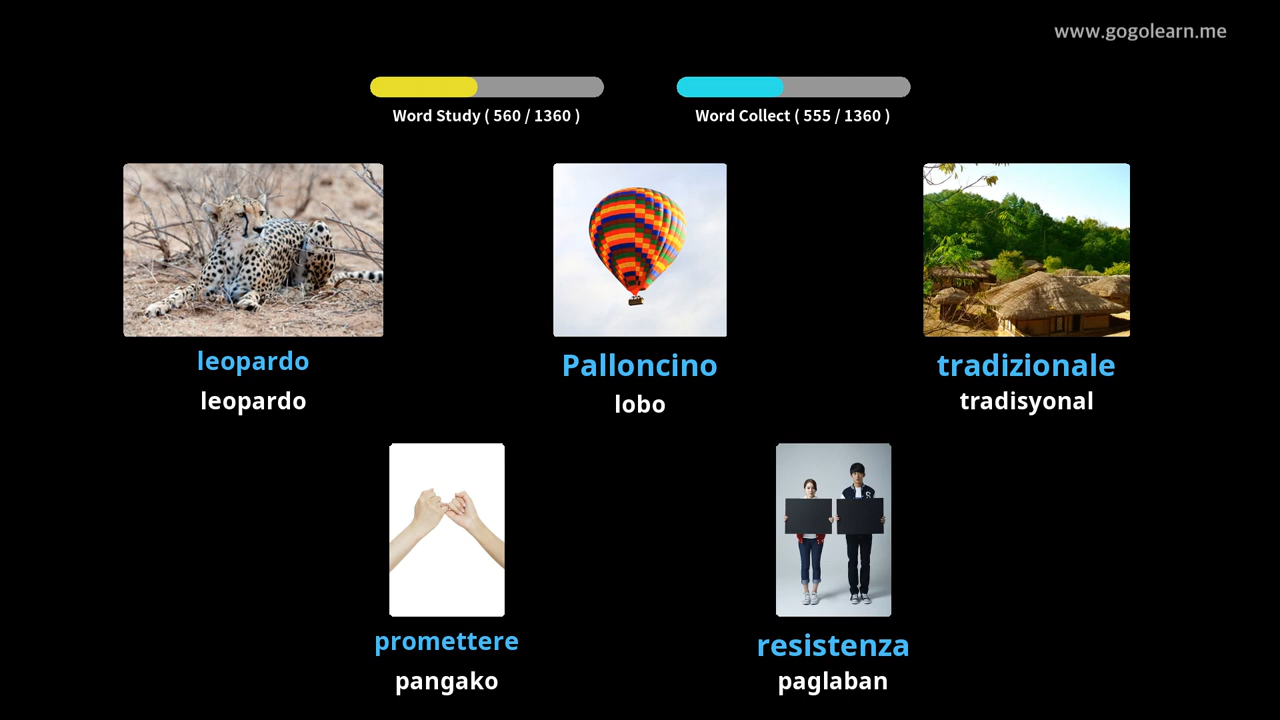 www.gogolearn.me
Word Study ( 560 / 1360 )
Word Collect ( 555 / 1360 )
leopardo
leopardo
Palloncino
lobo
tradizionale
tradisyonal
S
promettere
pangako
resistenza
paglaban